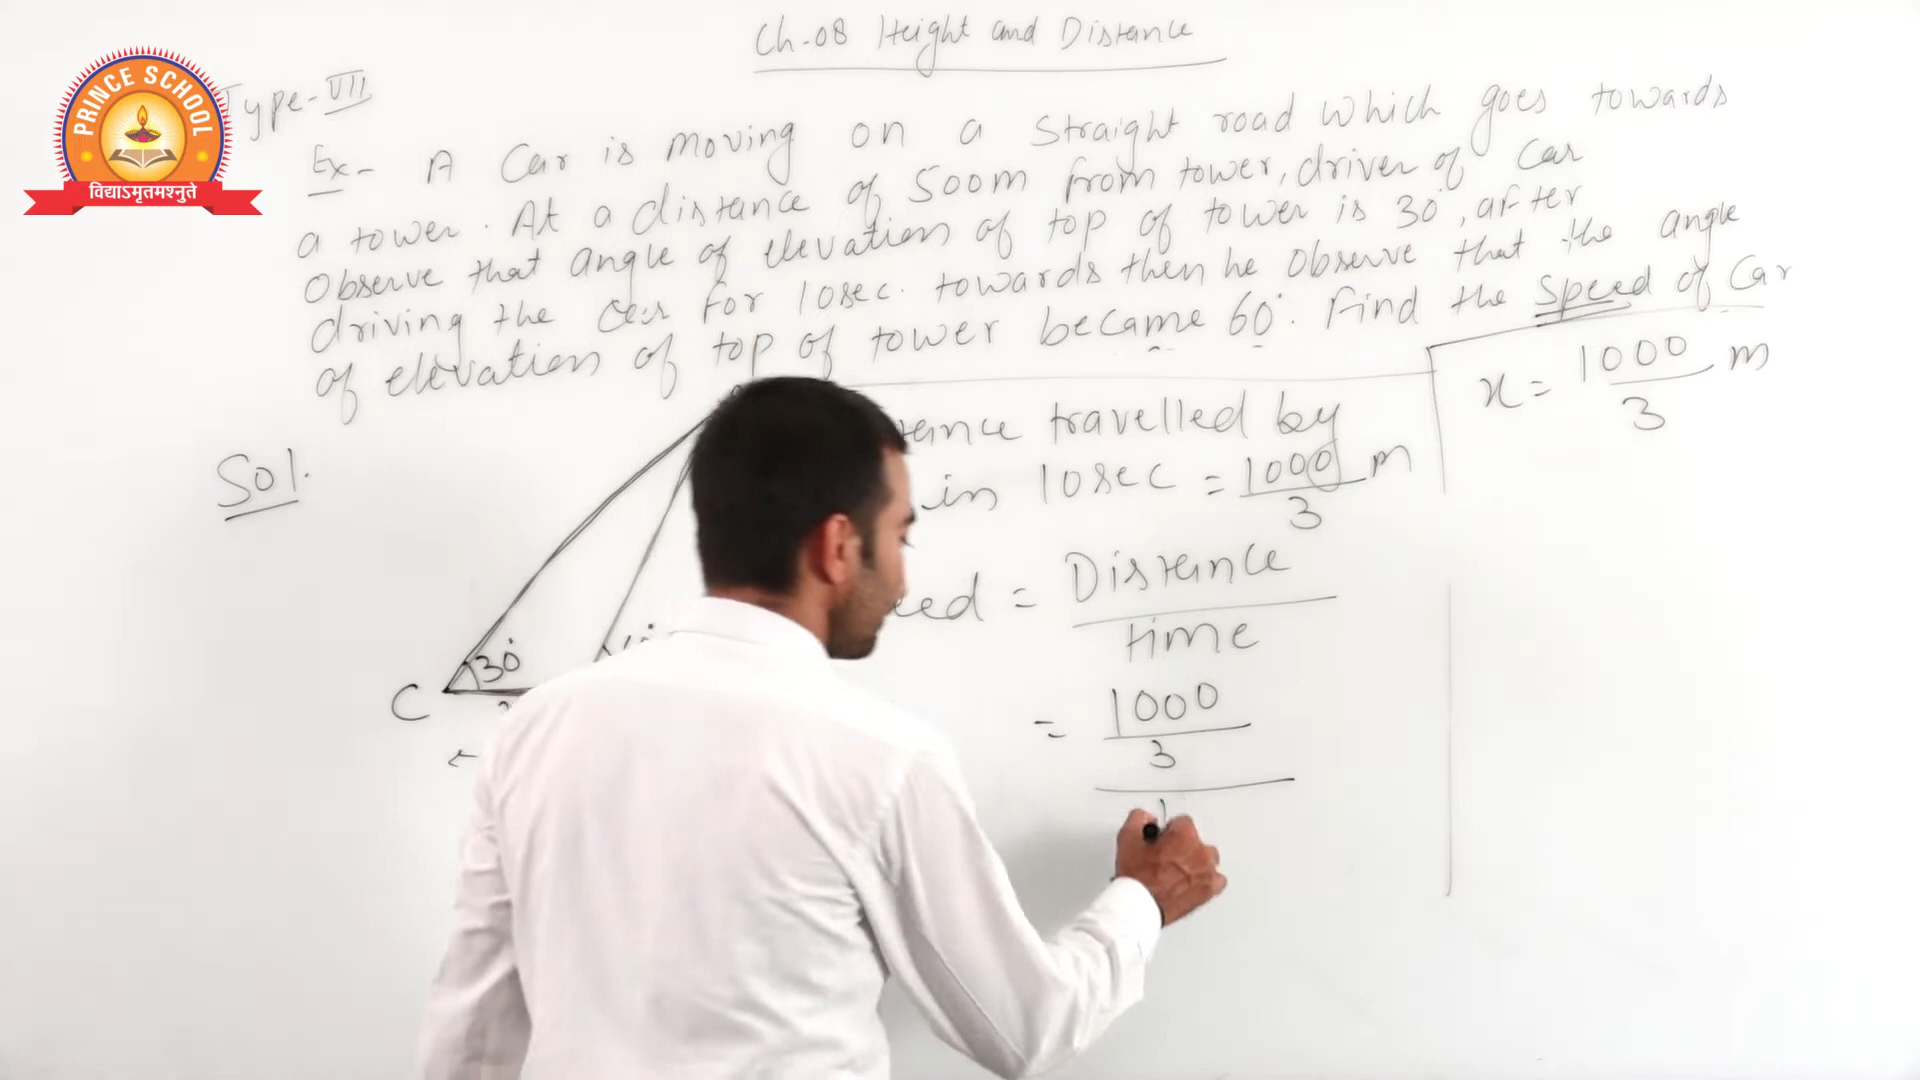 Ch-08 Height and Distance
PRINCE SCHOOL
विद्याऽमृतमश्नुते
Type-VII
Ex- A Car is moving on a straight road which goes towards
a tower. At a distance of 500m from tower, driver of car
observe that angle of elevation of top of tower is 30°, after
driving the car for 10sec. towards then he observe that the angle
of elevation of top of tower became 60°. Find the speed of Car
x = 1000/3 m
Sol.
travelled by
in 10sec = 1000/3 m
= Distance
time
= 1000
3
30°
C